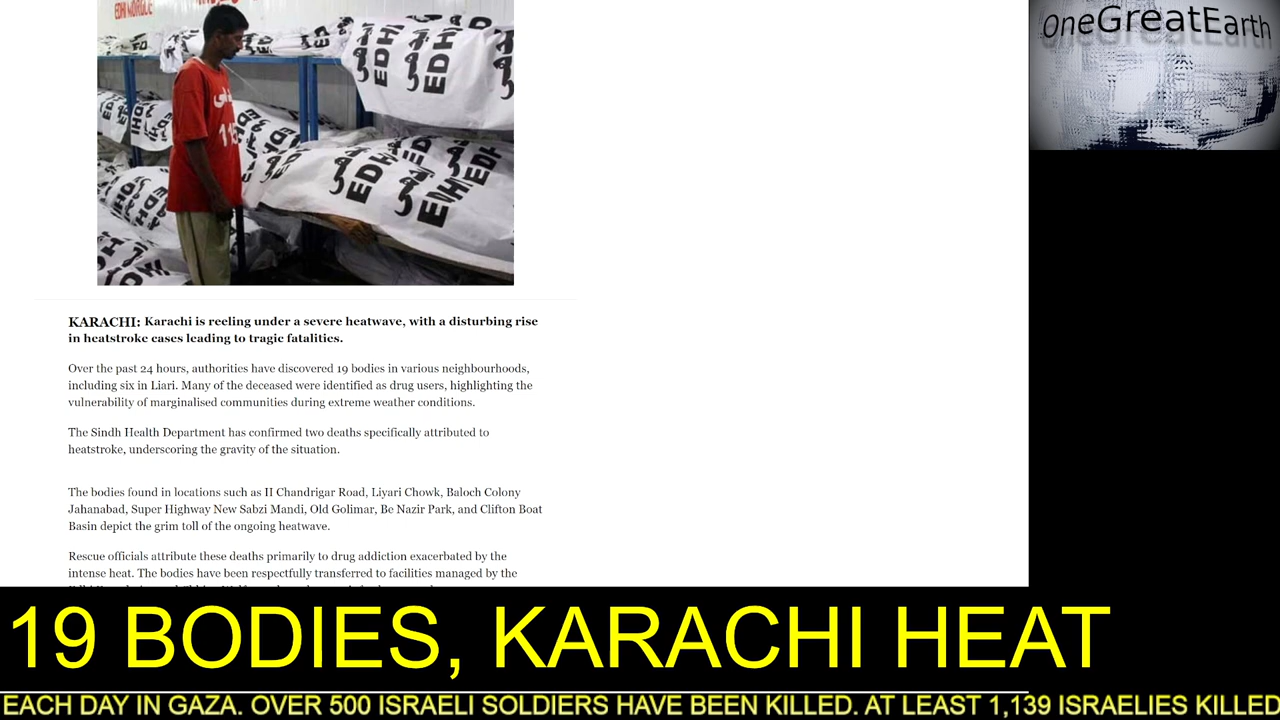 EDHI MORGUE
115
EDHI
EDHI
EDHI
EDHI
EDHI
OneGreatEarth
KARACHI: Karachi is reeling under a severe heatwave, with a disturbing rise
in heatstroke cases leading to tragic fatalities.
Over the past 24 hours, authorities have discovered 19 bodies in various neighbourhoods,
including six in Liari. Many of the deceased were identified as drug users, highlighting the
vulnerability of marginalised communities during extreme weather conditions.
The Sindh Health Department has confirmed two deaths specifically attributed to
heatstroke, underscoring the gravity of the situation.
The bodies found in locations such as II Chandrigar Road, Liyari Chowk, Baloch Colony
Jahanabad, Super Highway New Sabzi Mandi, Old Golimar, Be Nazir Park, and Clifton Boat
Basin depict the grim toll of the ongoing heatwave.
Rescue officials attribute these deaths primarily to drug addiction exacerbated by the
intense heat. The bodies have been respectfully transferred to facilities managed by the
19 BODIES, KARACHI HEAT
EACH DAY IN GAZA. OVER 500 ISRAELI SOLDIERS HAVE BEEN KILLED. AT LEAST 1,139 ISRAELIES KILLED